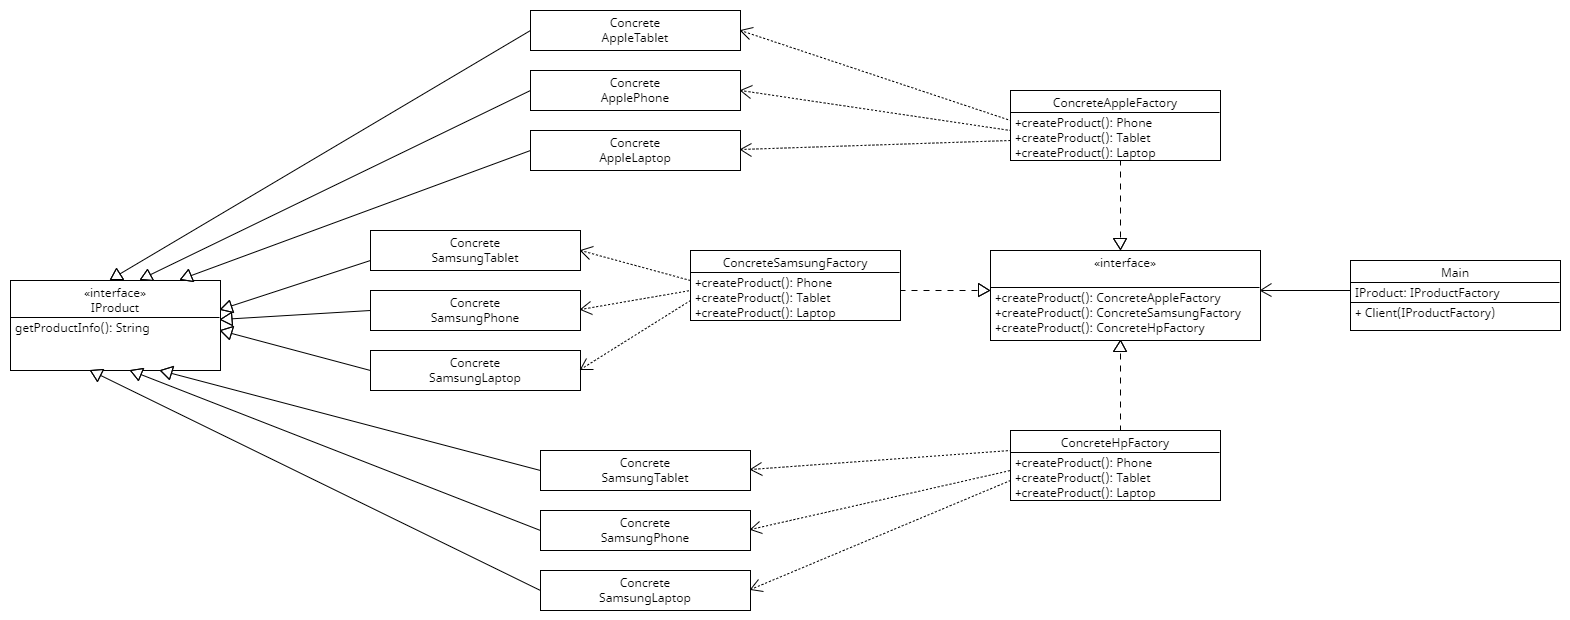 Concrete
AppleTablet
Concrete
ApplePhone
Concrete
AppleLaptop
ConcreteAppleFactory
+createProduct(): Phone
+createProduct(): Tablet
+createProduct(): Laptop
Concrete
SamsungTablet
Concrete
SamsungPhone
Concrete
SamsungLaptop
ConcreteSamsungFactory
+createProduct(): Phone
+createProduct(): Tablet
+createProduct(): Laptop
«interface»
+createProduct(): ConcreteAppleFactory
+createProduct(): ConcreteSamsungFactory
+createProduct(): ConcreteHpFactory
Main
IProduct: IProductFactory
+ Client(IProductFactory)
«interface»
IProduct
getProductInfo(): String
Concrete
SamsungTablet
Concrete
SamsungPhone
Concrete
SamsungLaptop
ConcreteHpFactory
+createProduct(): Phone
+createProduct(): Tablet
+createProduct(): Laptop